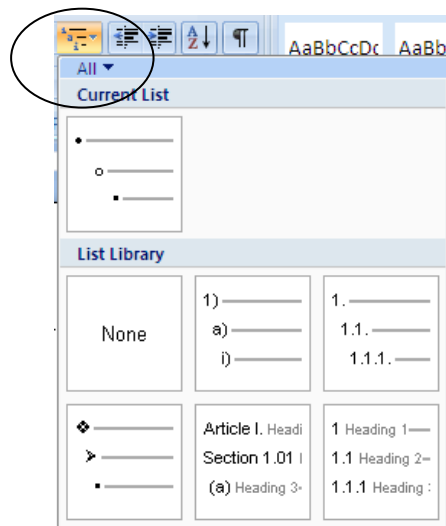 AaBbCcDc AaBb
All
Current List
List Library
None
1)
a)
i)
1.
1.1.
1.1.1.
Article I. Headi
Section 1.01
(a) Heading 3-
1 Heading 1
1.1 Heading 2
1.1.1 Heading